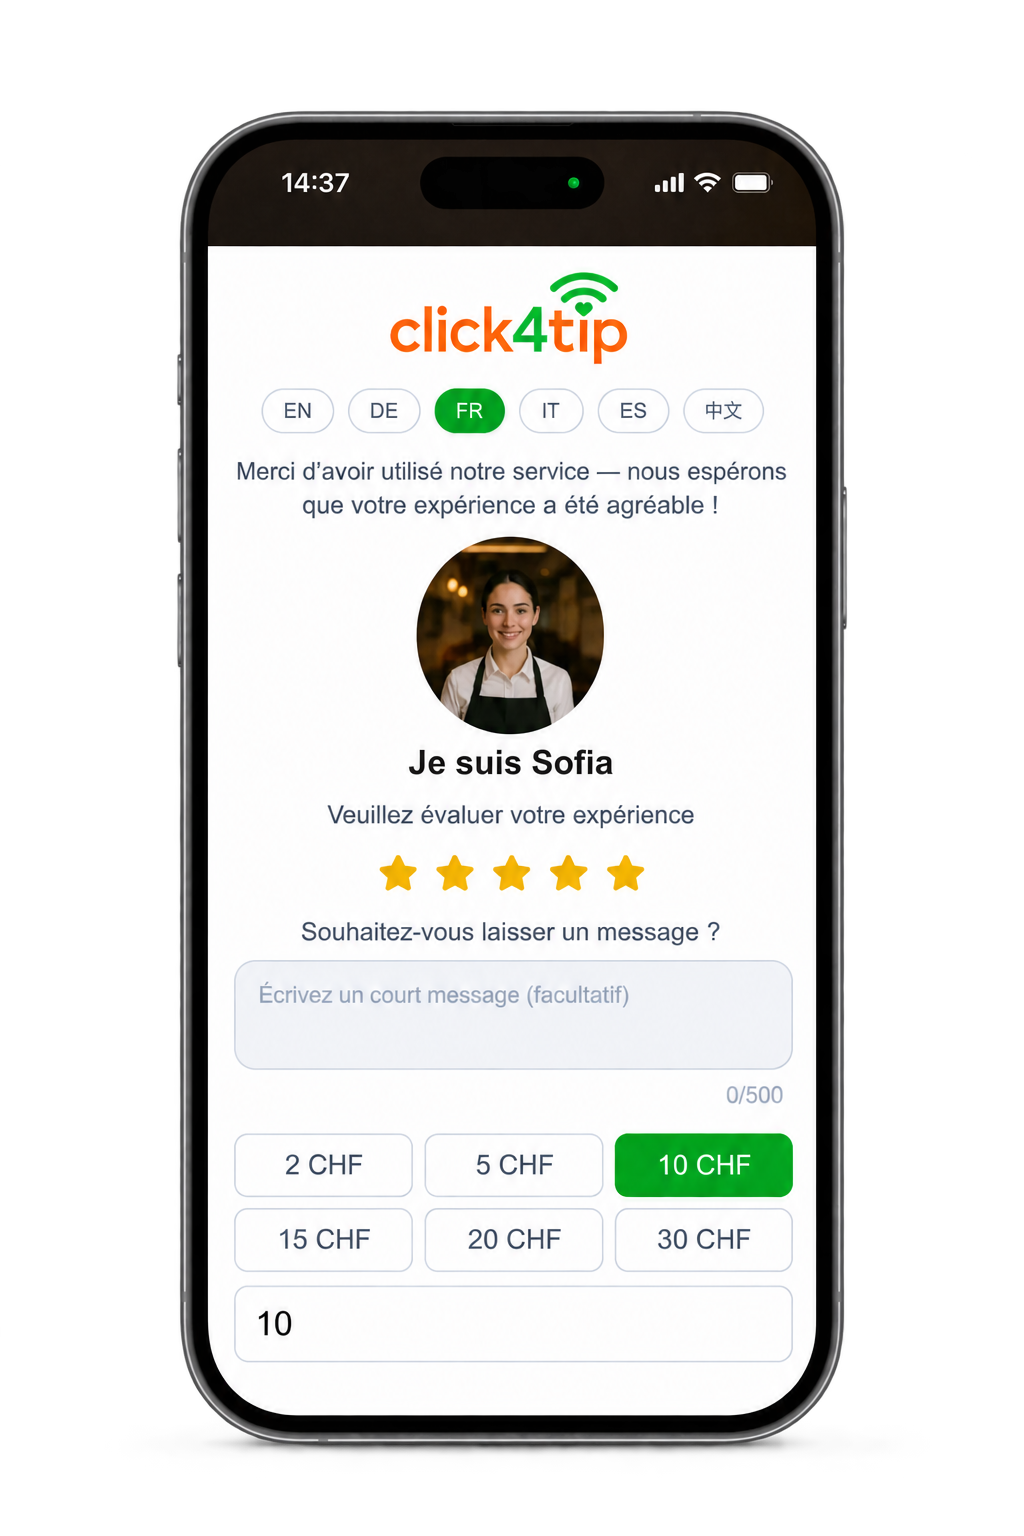 14:37
click4tip
EN DE FR IT ES 中文
Merci d’avoir utilisé notre service — nous espérons
que votre expérience a été agréable !
Je suis Sofia
Veuillez évaluer votre expérience
Souhaitez-vous laisser un message ?
Écrivez un court message (facultatif)
0/500
2 CHF 5 CHF 10 CHF
15 CHF 20 CHF 30 CHF
10